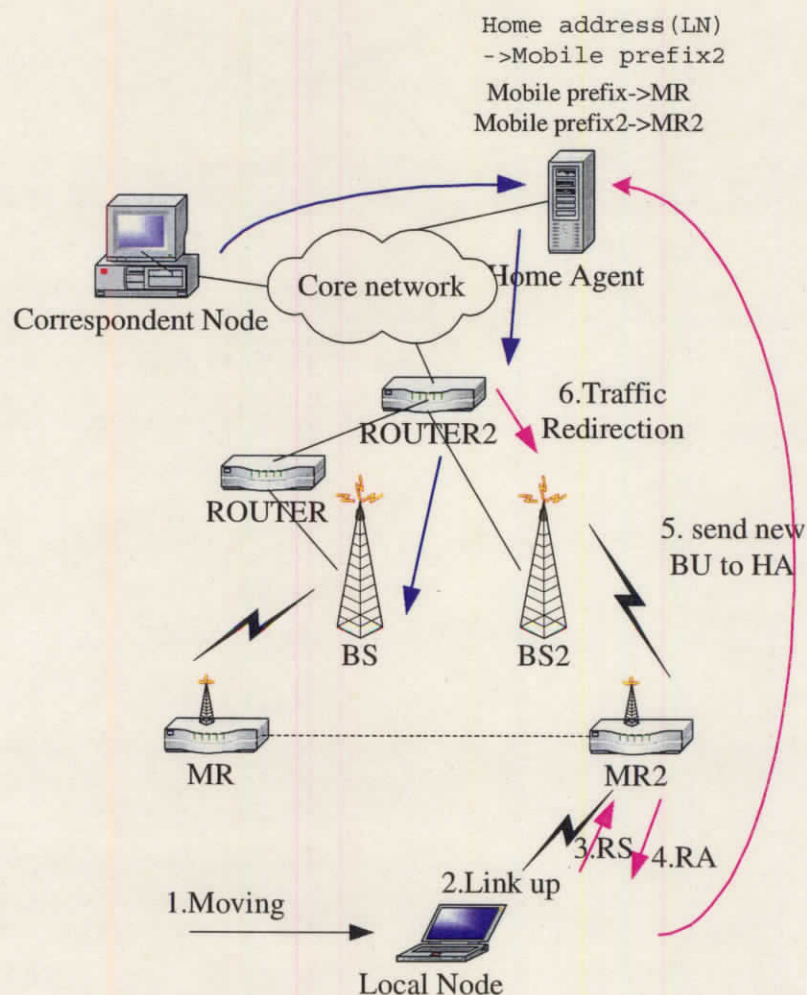 Home address(LN)
->Mobile prefix2
Mobile prefix->MR
Mobile prefix2->MR2
Core network
Home Agent
Correspondent Node
6.Traffic
Redirection
ROUTER2
ROUTER
5. send new
BU to HA
BS
BS2
MR
MR2
3.RS
4.RA
2.Link up
1.Moving
Local Node